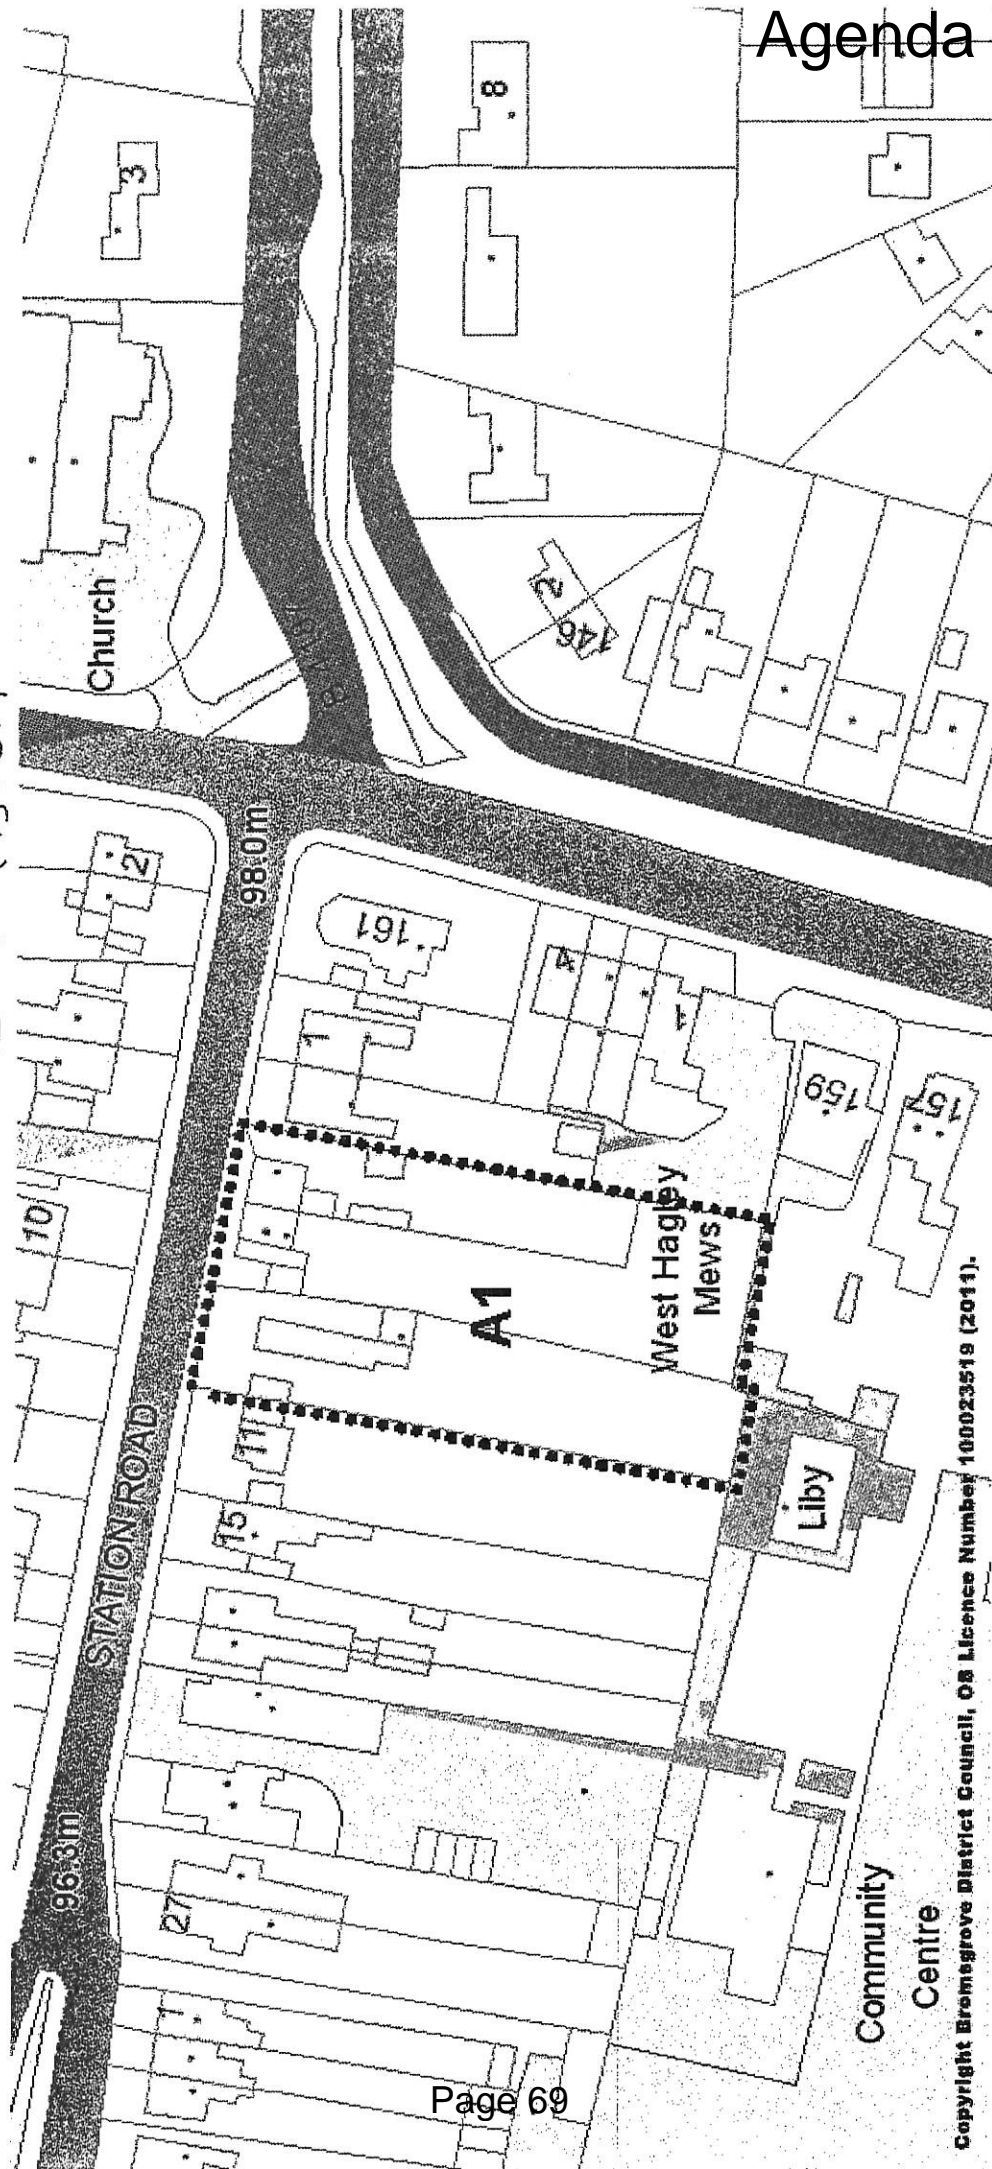 Agenda
8
3
Church
2
146
B 4187
98.0m
2
161
4
1
1
159
157
10
A1
West Hagley
Mews
STATION ROAD
11
15
Liby
96.3m
27
1
Community
Centre
Copyright Bromsgrove District Council, OS Licence Number 100023519 (2011).
Page 69